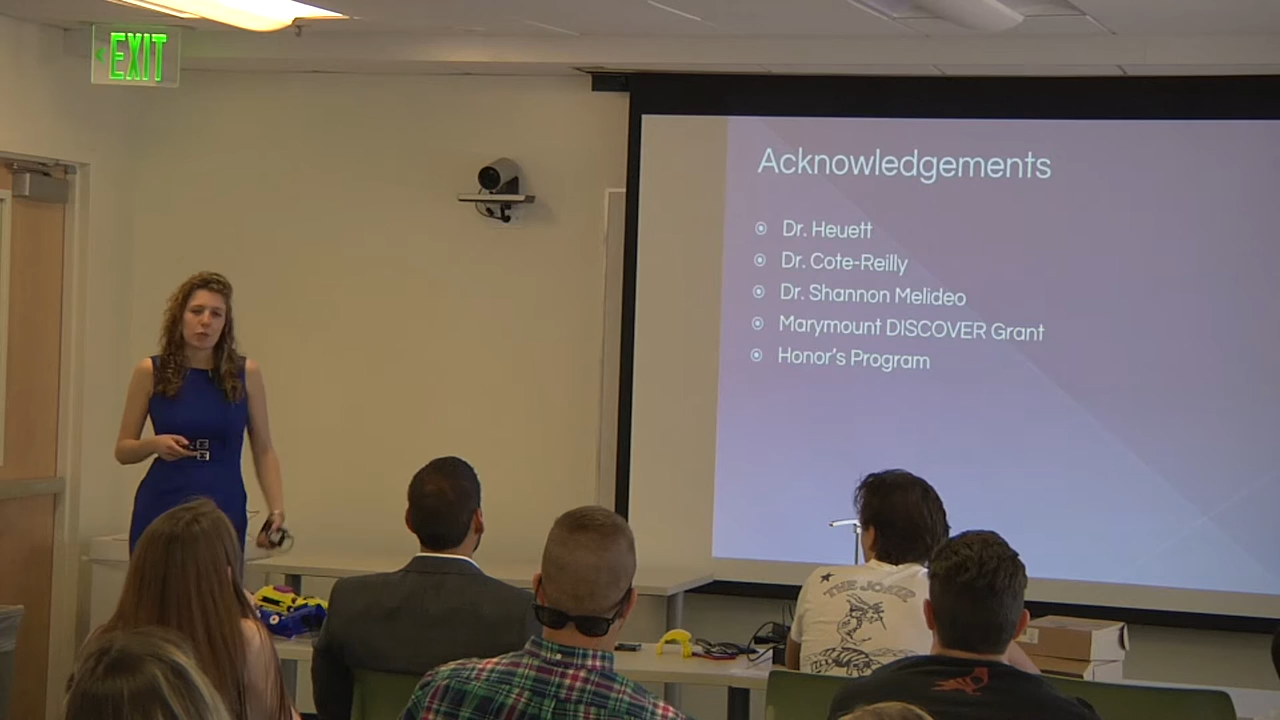 EXIT
Acknowledgements
Dr. Heuett
Dr. Cote-Reilly
Dr. Shannon Melideo
Marymount DISCOVER Grant
Honor's Program
THE JOKER